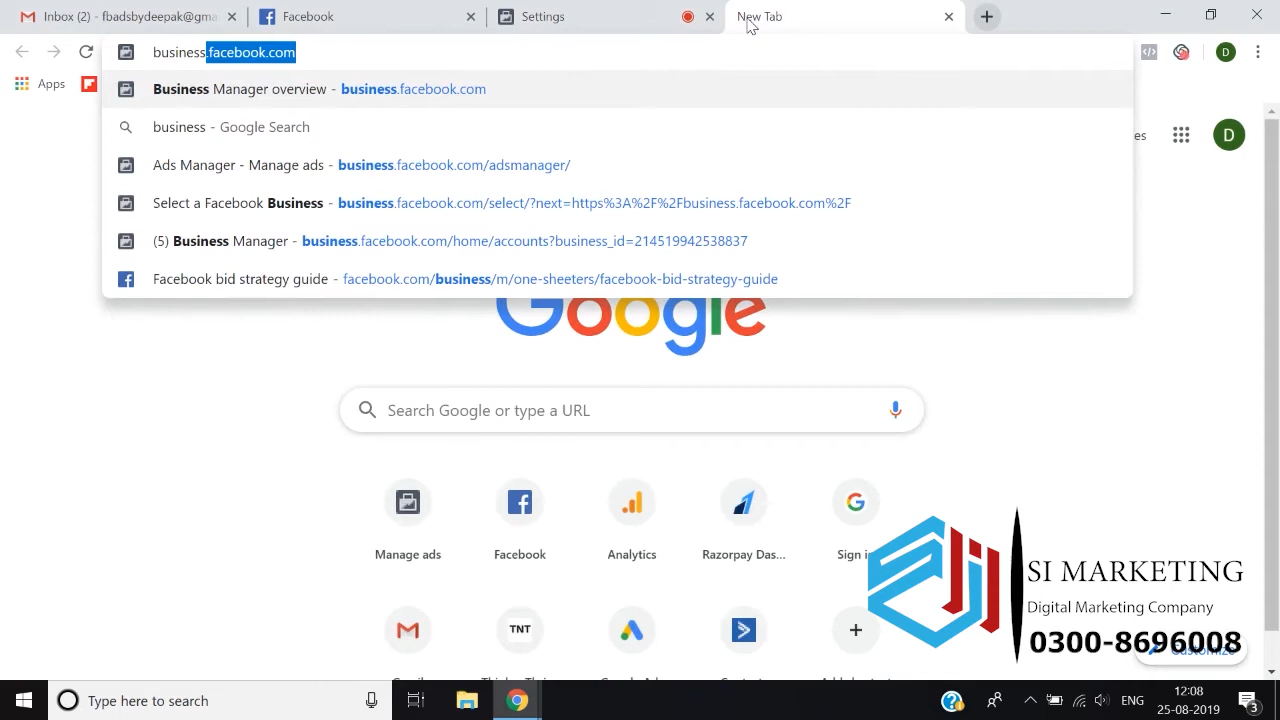 Inbox (2) - fbadsbydeepak@gma
Facebook
Settings
New Tab
business.facebook.com
D
Apps
Business Manager overview - business.facebook.com
business - Google Search
es
D
Ads Manager - Manage ads - business.facebook.com/adsmanager/
Select a Facebook Business - business.facebook.com/select/?next=https%3A%2F%2Fbusiness.facebook.com%2F
(5) Business Manager - business.facebook.com/home/accounts?business_id=214519942538837
Facebook bid strategy guide - facebook.com/business/m/one-sheeters/facebook-bid-strategy-guide
Google
Search Google or type a URL
Manage ads
Facebook
Analytics
Razorpay Das...
Sign i
TNT
SI MARKETING
Digital Marketing Company
0300-8696008
Customize
Type here to search
ENG
12:08
25-08-2019
3